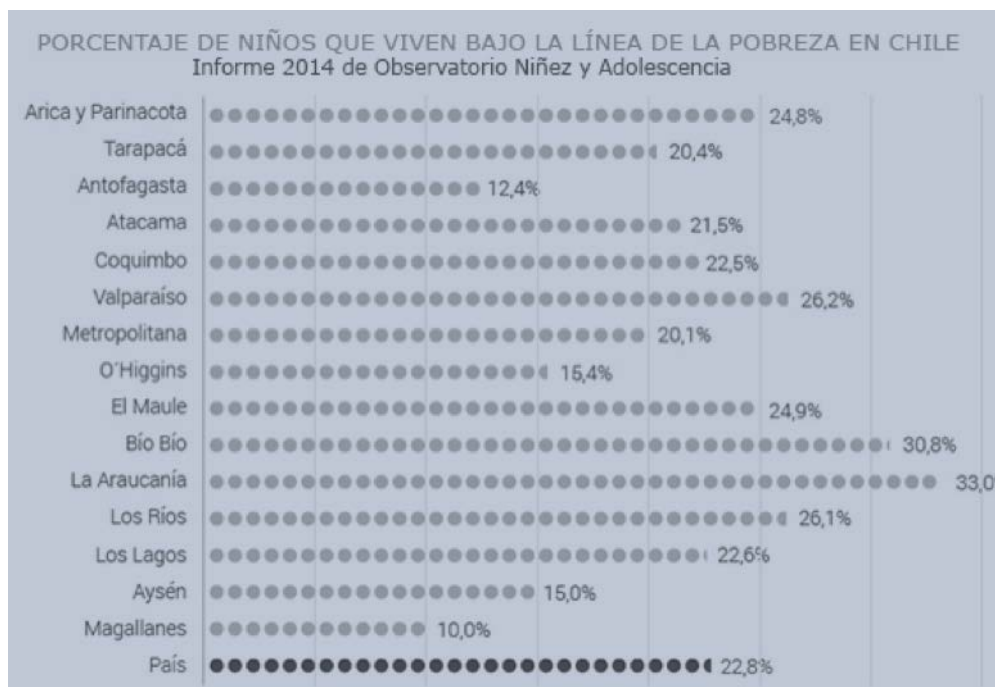 PORCENTAJE DE NIÑOS QUE VIVEN BAJO LA LÍNEA DE LA POBREZA EN CHILE
Informe 2014 de Observatorio Niñez y Adolescencia
Arica y Parinacota 24,8%
Tarapacá 20,4%
Antofagasta 12,4%
Atacama 21,5%
Coquimbo 22,5%
Valparaíso 26,2%
Metropolitana 20,1%
O´Higgins 15,4%
El Maule 24,9%
Bío Bío 30,8%
La Araucanía 33,0%
Los Ríos 26,1%
Los Lagos 22,6%
Aysén 15,0%
Magallanes 10,0%
País 22,8%